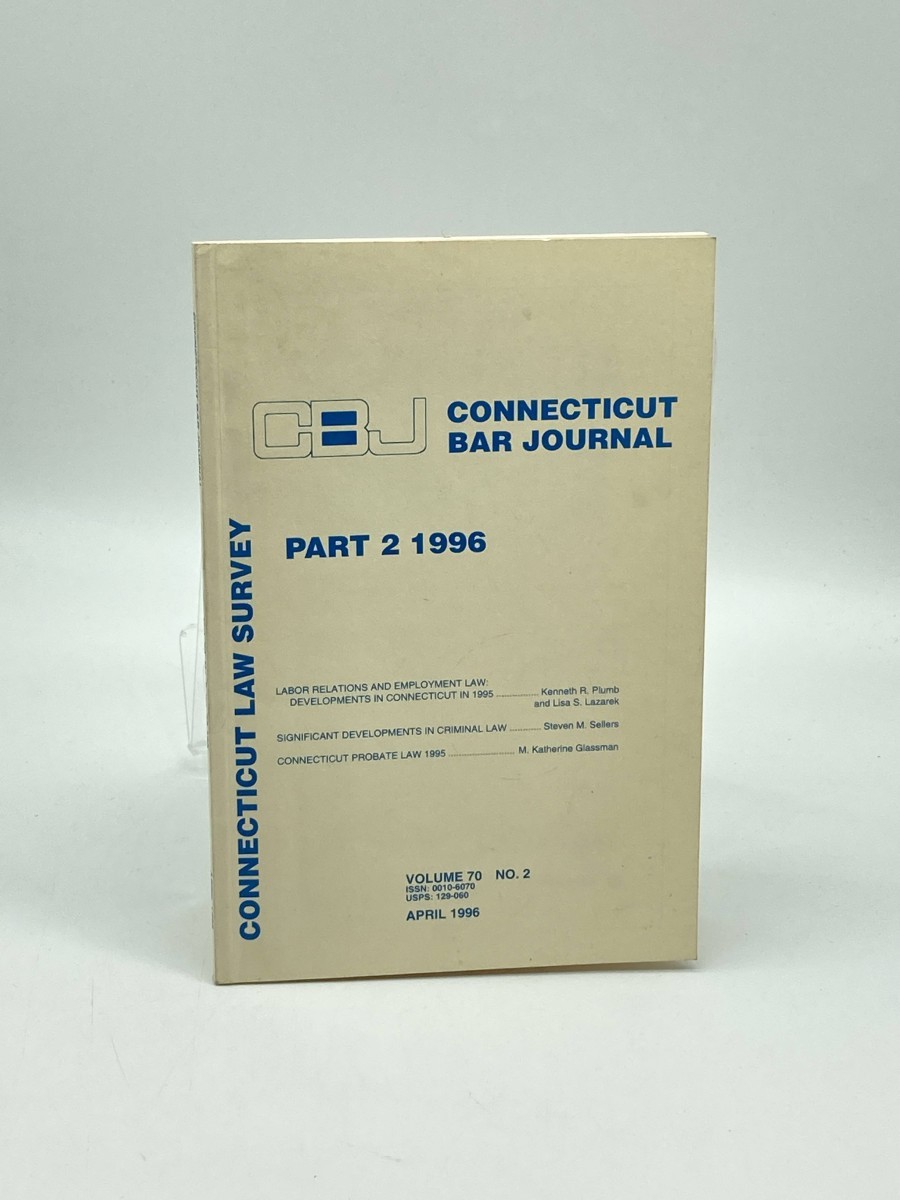 CBJ
CONNECTICUT
BAR JOURNAL
PART 2 1996
CONNECTICUT LAW SURVEY
LABOR RELATIONS AND EMPLOYMENT LAW:
DEVELOPMENTS IN CONNECTICUT IN 1995 ................ Kenneth R. Plumb
and Lisa S. Lazarek
SIGNIFICANT DEVELOPMENTS IN CRIMINAL LAW ............ Steven M. Sellers
CONNECTICUT PROBATE LAW 1995 ......................... M. Katherine Glassman
VOLUME 70 NO. 2
ISSN: 0010-6070
USPS: 129-060
APRIL 1996